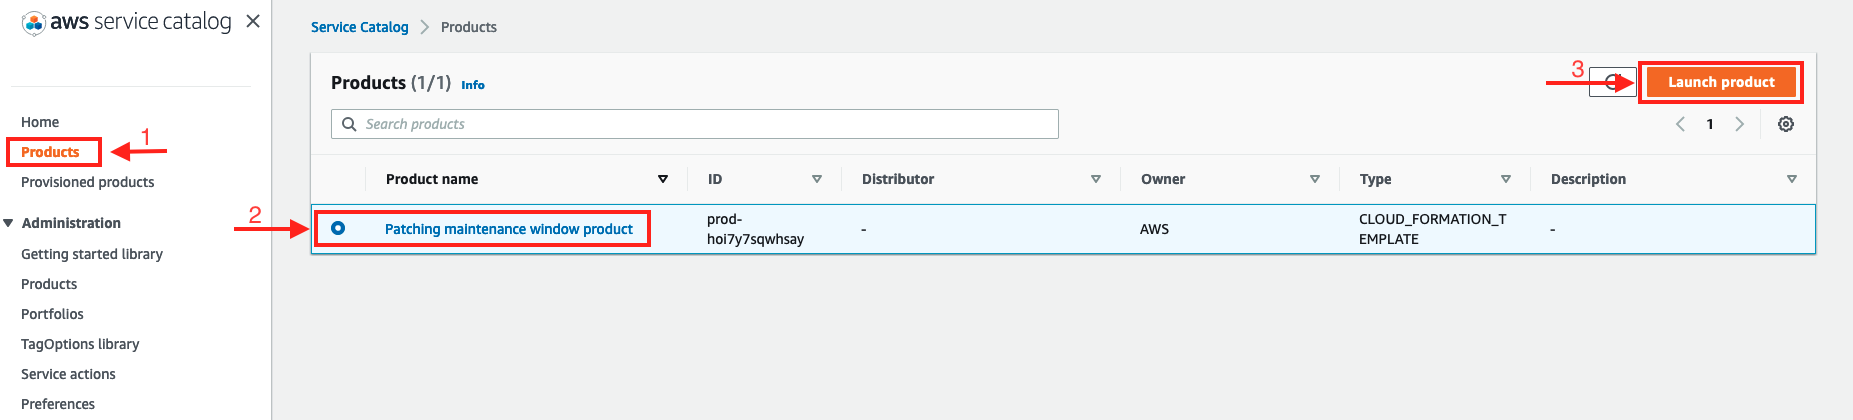 aws service catalog
Home
1
Products
Provisioned products
Administration
Getting started library
Products
Portfolios
TagOptions library
Service actions
Preferences
Service Catalog > Products
Products (1/1) Info
3
Launch product
Search products
1
Product name ID Distributor Owner Type Description
2
Patching maintenance window product
prod-
hoi7y7sqwhsay
-
AWS
CLOUD_FORMATION_T
EMPLATE
-